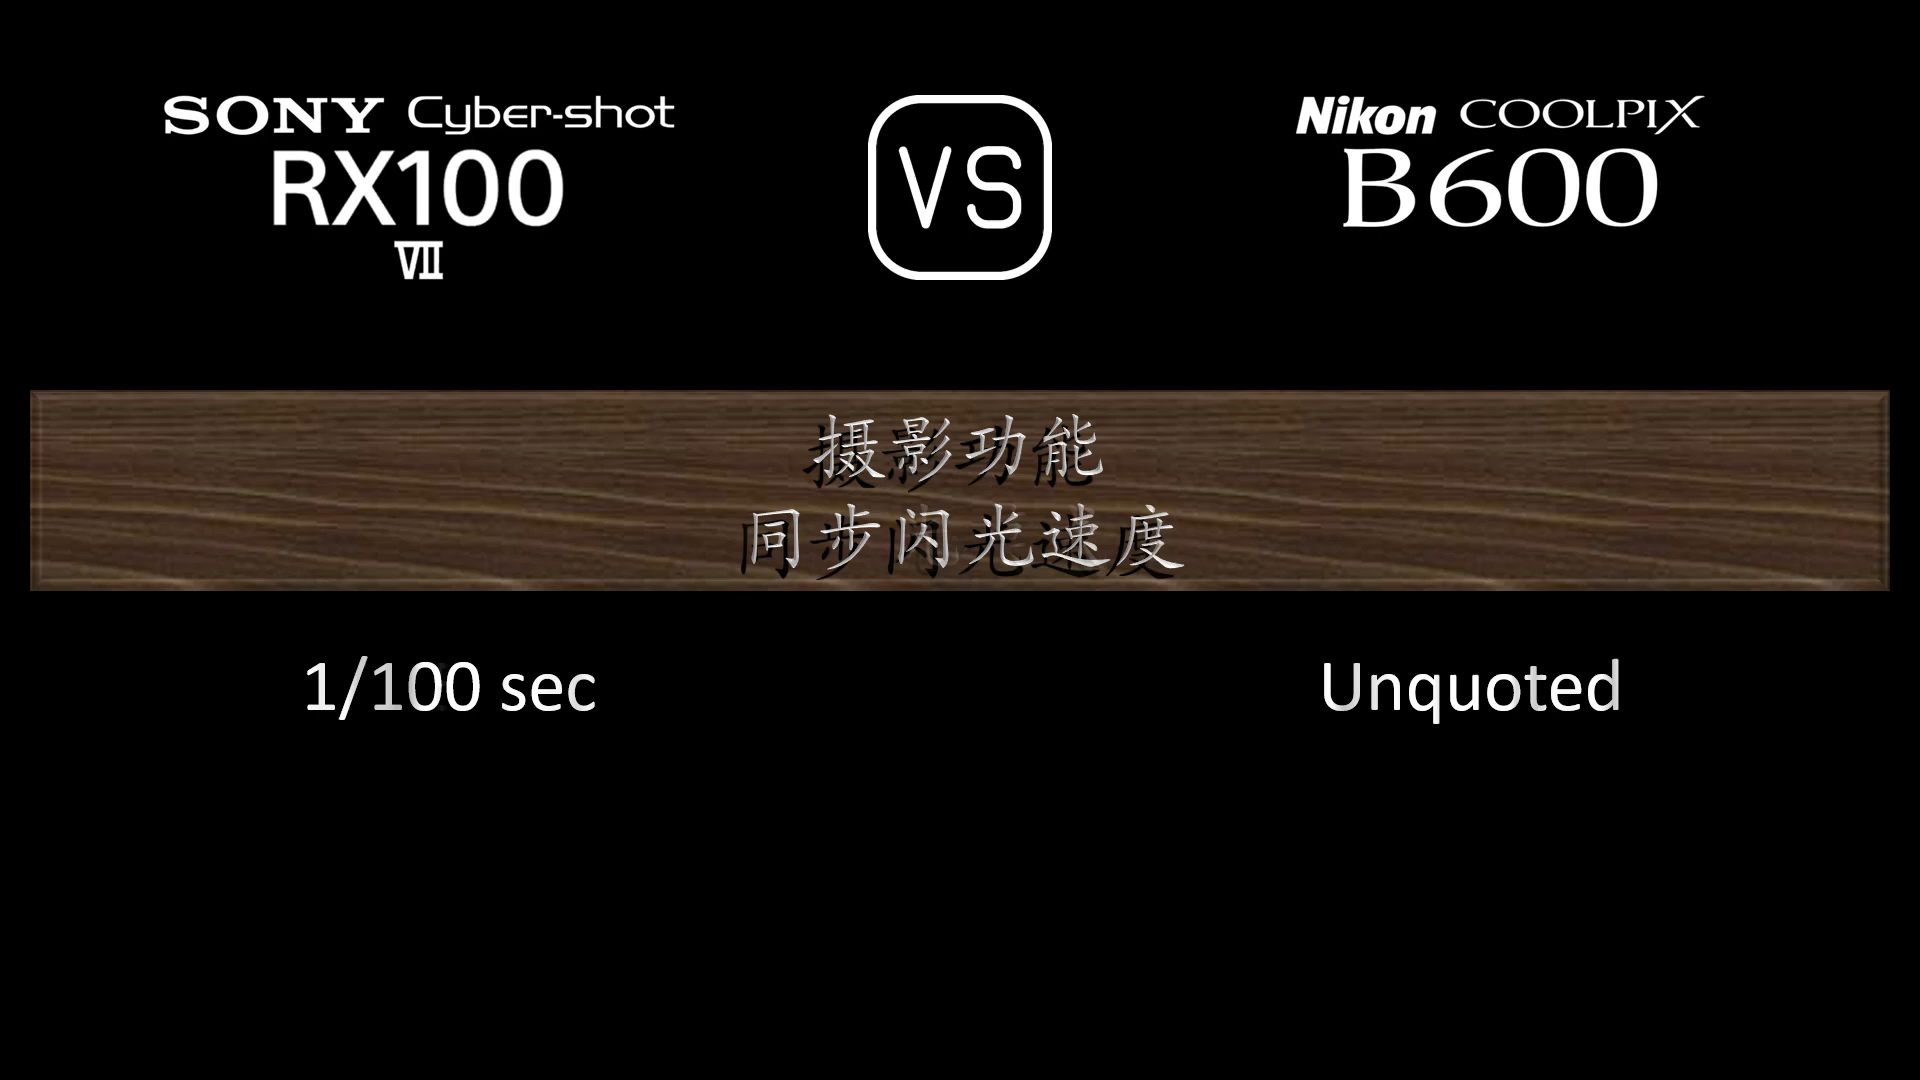 SONY Cyber-shot
RX100
VII
VS
Nikon COOLPIX
B600
摄影功能
同步闪光速度
1/100 sec
Unquoted